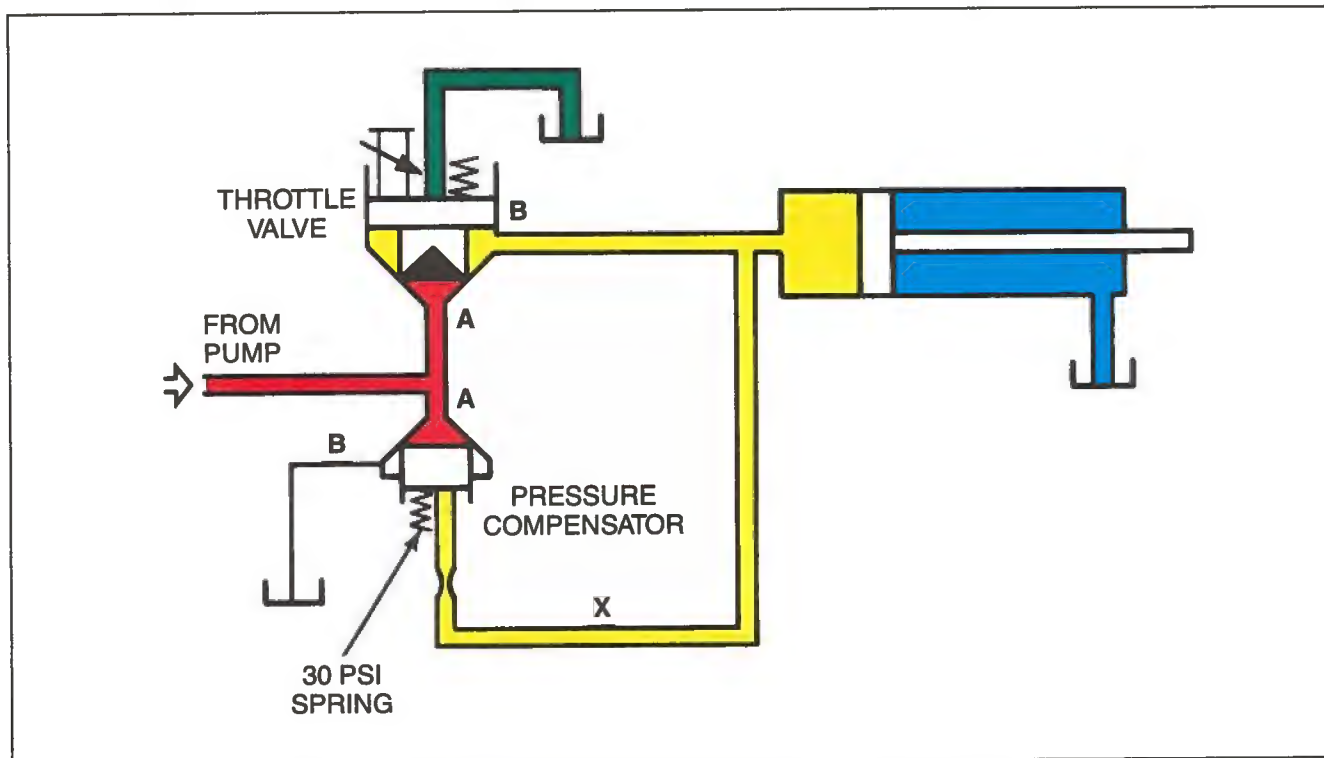 THROTTLE
VALVE
B
A
FROM
PUMP
A
B
PRESSURE
COMPENSATOR
X
30 PSI
SPRING